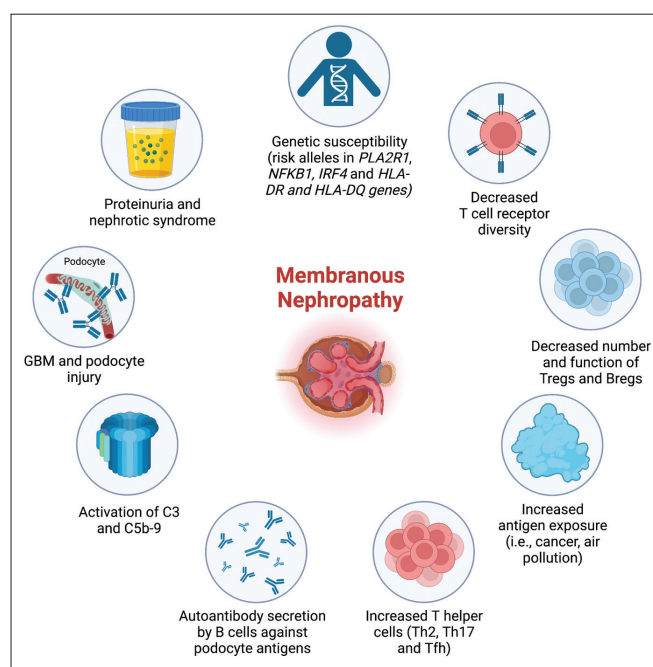 Genetic susceptibility
(risk alleles in PLA2R1,
NFKB1, IRF4 and HLA-
DR and HLA-DQ genes)
Decreased
T cell receptor
diversity
Decreased number
and function of
Tregs and Bregs
Increased
antigen exposure
(i.e., cancer, air
pollution)
Increased T helper
cells (Th2, Th17
and Tfh)
Autoantibody secretion
by B cells against
podocyte antigens
Activation of C3
and C5b-9
Podocyte
GBM and podocyte
injury
Proteinuria and
nephrotic syndrome
Membranous
Nephropathy